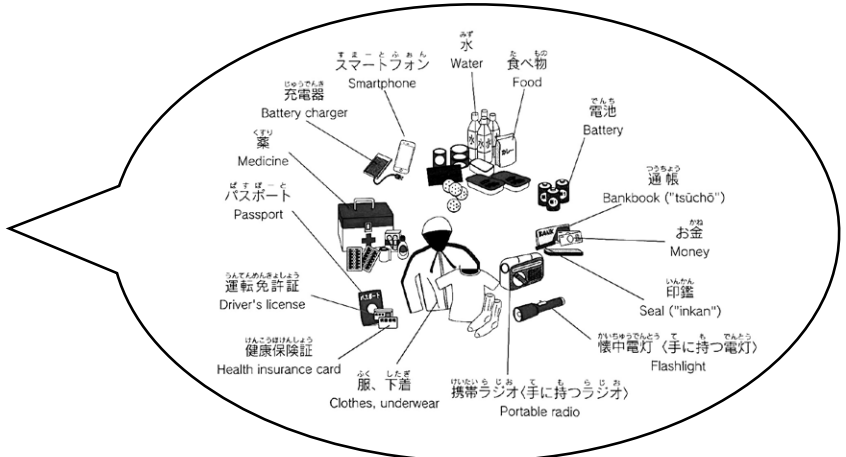 みず
水
Water
た もの
食べ物
Food
すまーとふぉん
スマートフォン
Smartphone
じゅうでんき
充電器
Battery charger
でんち
電池
Battery
くすり
薬
Medicine
つうちょう
通帳
Bankbook ("tsūchō")
ぱすぽーと
パスポート
Passport
かね
お金
Money
うんてんめんきょしょう
運転免許証
Driver's license
いんかん
印鑑
Seal ("inkan")
けんこうほけんしょう
健康保険証
Health insurance card
かいちゅうでんとう て も でんとう
懐中電灯〈手に持つ電灯〉
Flashlight
ふく したぎ
服、下着
Clothes, underwear
けいたいらじお て も らじお
携帯ラジオ〈手に持つラジオ〉
Portable radio
水
水
カレー
BANK